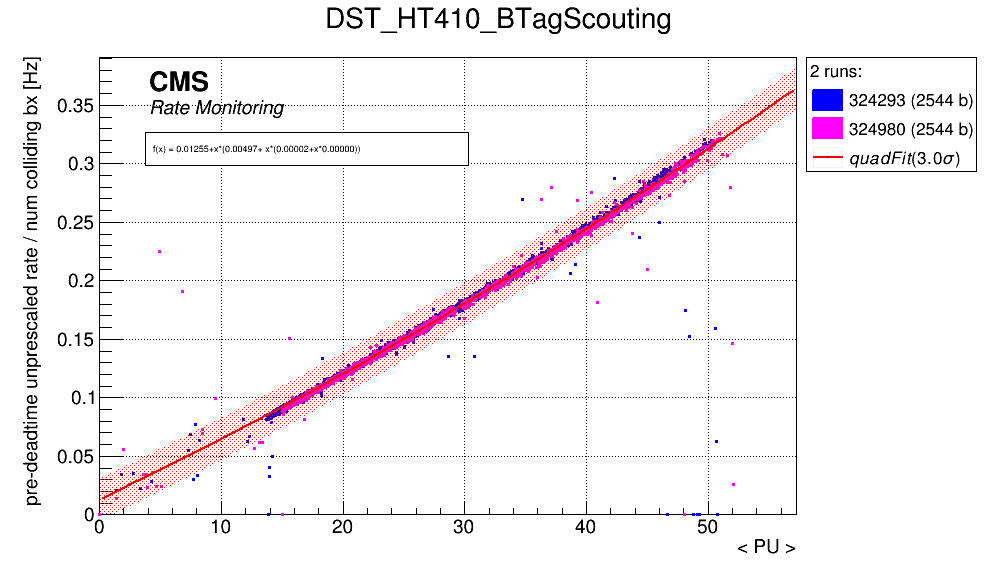 DST_HT410_BTagScouting
pre-deadtime unprescaled rate / num colliding bx [Hz]
CMS
Rate Monitoring
f(x) = 0.01255+x*(0.00497+ x*(0.00002+x*0.00000))
2 runs:
324293 (2544 b)
324980 (2544 b)
quadFit(3.0σ)
0.35
0.3
0.25
0.2
0.15
0.1
0.05
0
0 10 20 30 40 50
< PU >